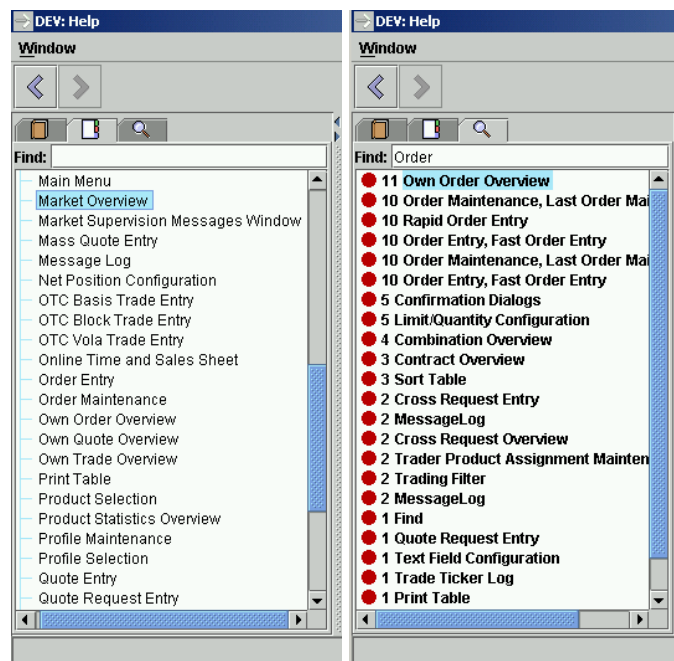 DEV: Help
Window
Find:
Main Menu
Market Overview
Market Supervision Messages Window
Mass Quote Entry
Message Log
Net Position Configuration
OTC Basis Trade Entry
OTC Block Trade Entry
OTC Vola Trade Entry
Online Time and Sales Sheet
Order Entry
Order Maintenance
Own Order Overview
Own Quote Overview
Own Trade Overview
Print Table
Product Selection
Product Statistics Overview
Profile Maintenance
Profile Selection
Quote Entry
Quote Request Entry
DEV: Help
Window
Find: Order
11 Own Order Overview
10 Order Maintenance, Last Order Mai
10 Rapid Order Entry
10 Order Entry, Fast Order Entry
10 Order Maintenance, Last Order Mai
10 Order Entry, Fast Order Entry
5 Confirmation Dialogs
5 Limit/Quantity Configuration
4 Combination Overview
3 Contract Overview
3 Sort Table
2 Cross Request Entry
2 MessageLog
2 Cross Request Overview
2 Trader Product Assignment Mainten
2 Trading Filter
2 MessageLog
1 Find
1 Quote Request Entry
1 Text Field Configuration
1 Trade Ticker Log
1 Print Table